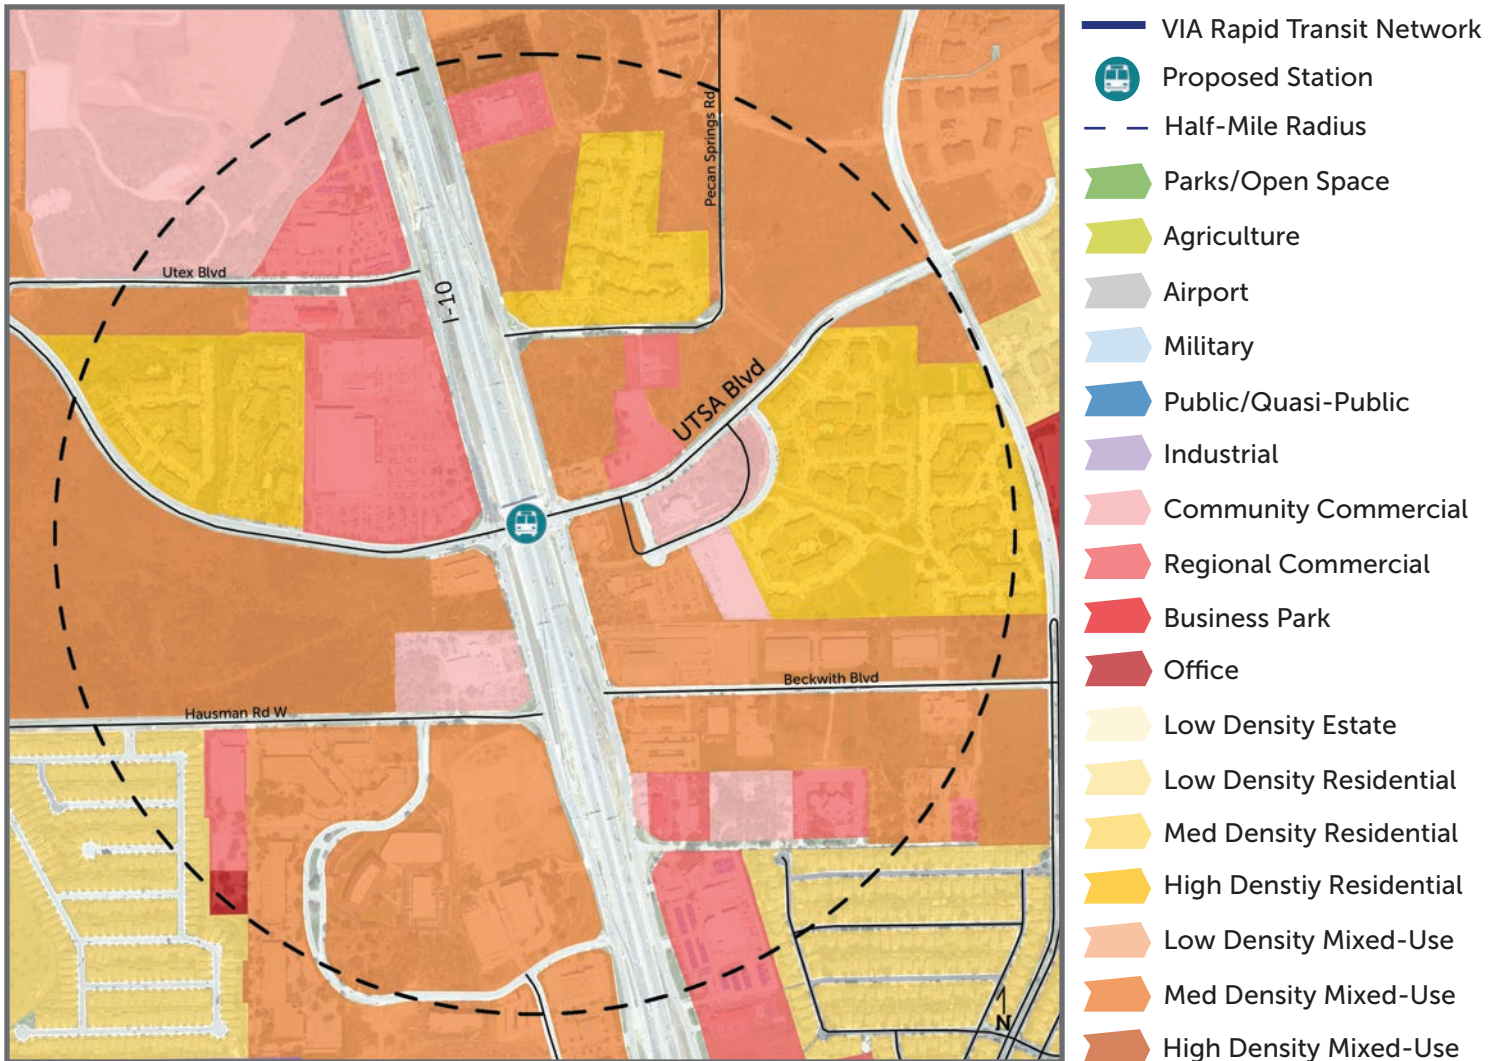 VIA Rapid Transit Network
Proposed Station
Half-Mile Radius
Parks/Open Space
Agriculture
Airport
Military
Public/Quasi-Public
Industrial
Community Commercial
Regional Commercial
Business Park
Office
Low Density Estate
Low Density Residential
Med Density Residential
High Denstiy Residential
Low Density Mixed-Use
Med Density Mixed-Use
High Density Mixed-Use
Pecan Springs Rd
Utex Blvd
I-10
UTSA Blvd
Beckwith Blvd
Hausman Rd W
N